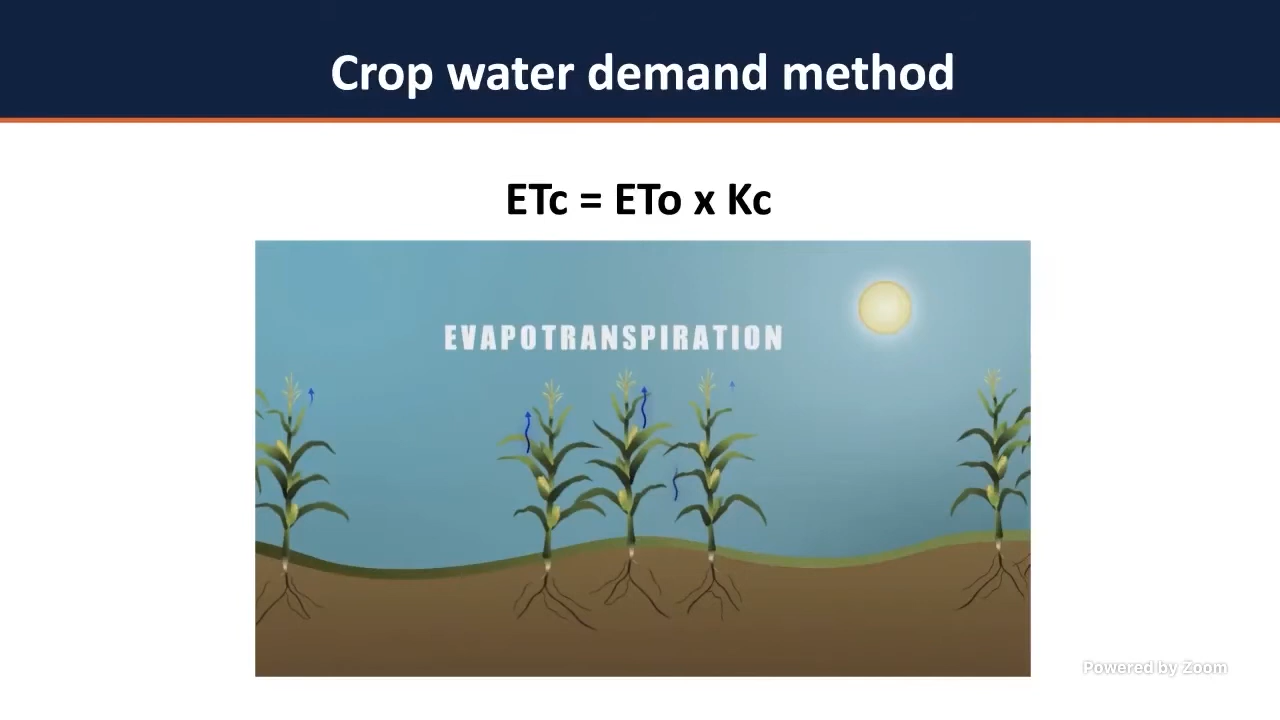 Crop water demand method
ETc = ETo x Kc
EVAPOTRANSPIRATION
Powered by Zoom